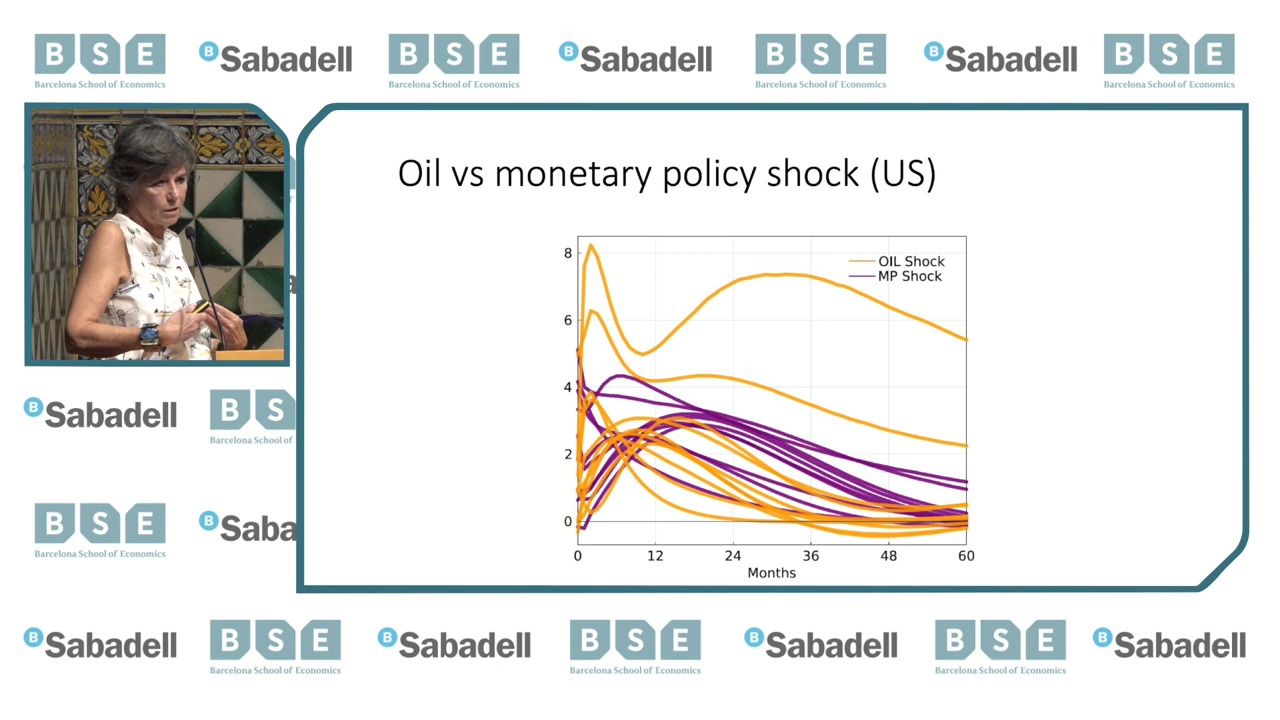 BSE
Barcelona School of Economics
B Sabadell
BSE
Barcelona School of Economics
B Sabadell
BSE
Barcelona School of Economics
B Sabadell
BSE
Barcelona School of Economics
Oil vs monetary policy shock (US)
8
6
4
2
0
OIL Shock
MP Shock
0 12 24 36 48 60
Months
B Sabadell
BS
Barcelona School of
BSE
Barcelona School of Economics
B Saba
B Sabadell
BSE
Barcelona School of Economics
B Sabadell
BSE
Barcelona School of Economics
B Sabadell
BSE
Barcelona School of Economics
B Sabadell